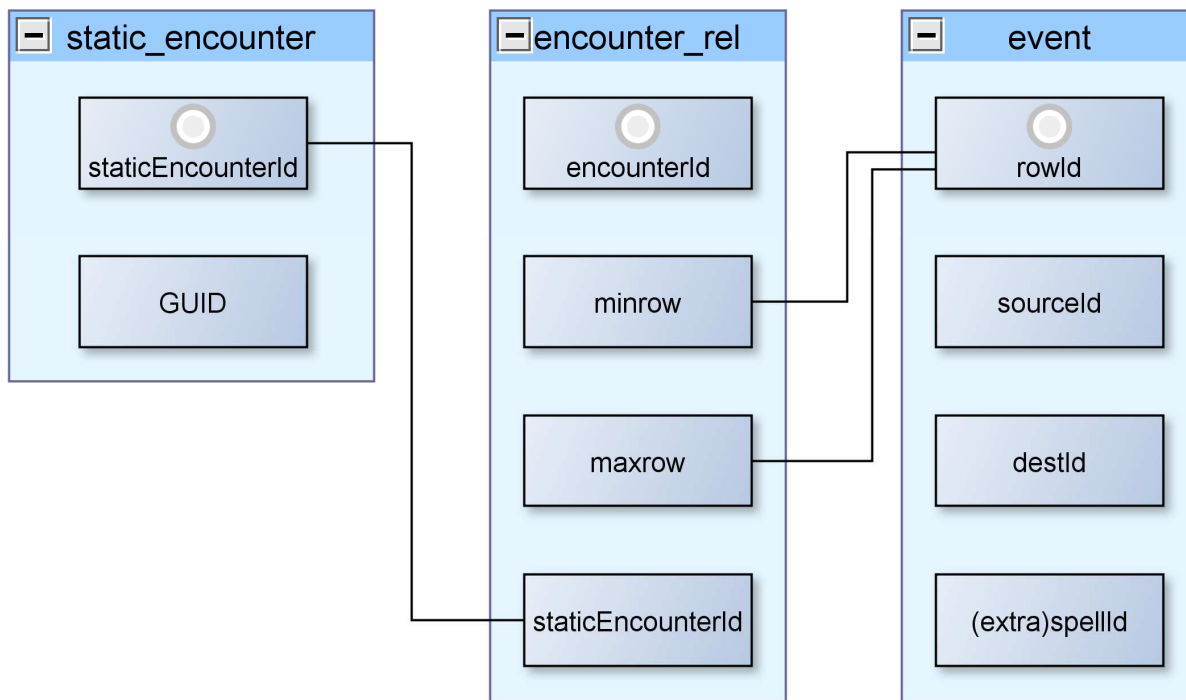 static_encounter
staticEncounterId
GUID
encounter_rel
encounterId
minrow
maxrow
staticEncounterId
event
rowId
sourceId
destId
(extra)spellId